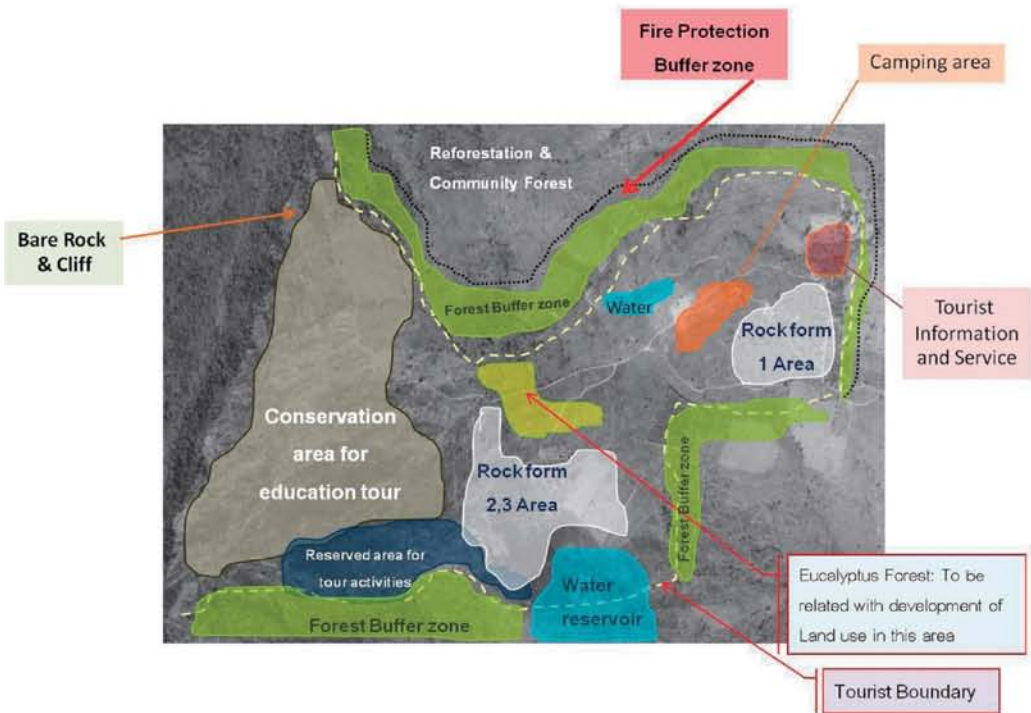 Fire Protection
Buffer zone
Camping area
Reforestation &
Community Forest
Bare Rock
& Cliff
Forest Buffer zone
Water
Rock form
1 Area
Tourist
Information
and Service
Conservation
area for
education tour
Rock form
2,3 Area
Forest Buffer zone
Reserved area for
tour activities
Water
reservoir
Forest Buffer zone
Eucalyptus Forest: To be
related with development of
Land use in this area
Tourist Boundary